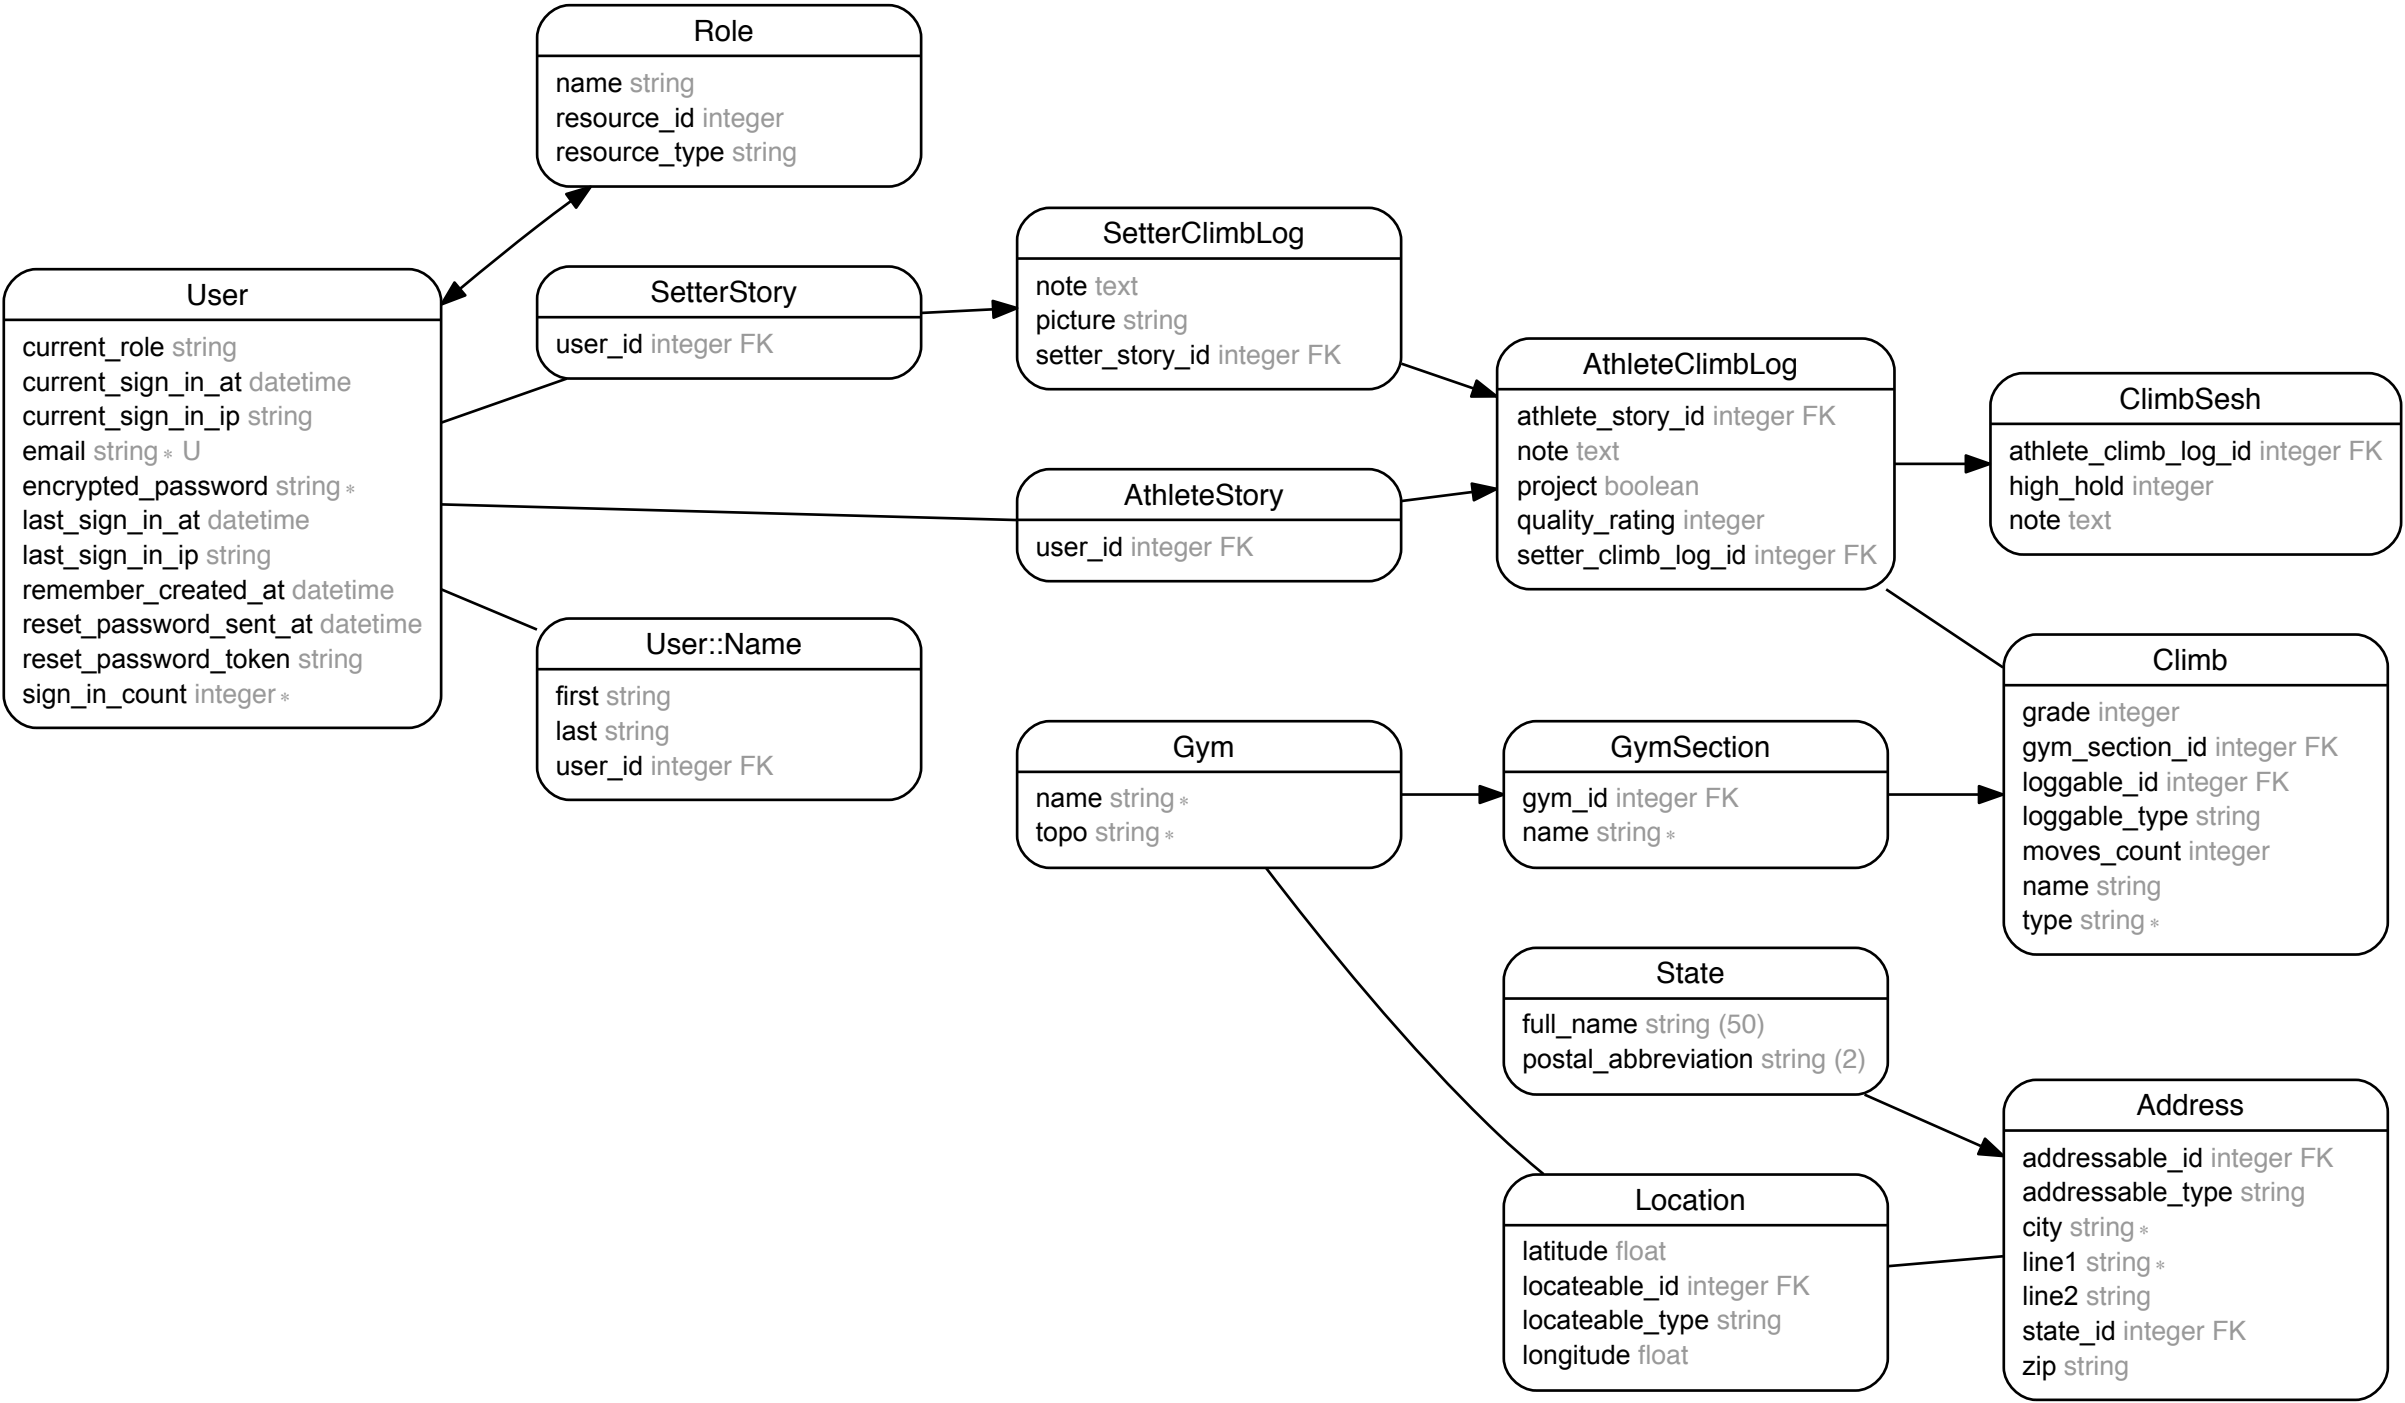 Role
name string
resource_id integer
resource_type string
User
current_role string
current_sign_in_at datetime
current_sign_in_ip string
email string * U
encrypted_password string *
last_sign_in_at datetime
last_sign_in_ip string
remember_created_at datetime
reset_password_sent_at datetime
reset_password_token string
sign_in_count integer *
SetterStory
user_id integer FK
SetterClimbLog
note text
picture string
setter_story_id integer FK
AthleteStory
user_id integer FK
AthleteClimbLog
athlete_story_id integer FK
note text
project boolean
quality_rating integer
setter_climb_log_id integer FK
ClimbSesh
athlete_climb_log_id integer FK
high_hold integer
note text
User::Name
first string
last string
user_id integer FK
Gym
name string *
topo string *
GymSection
gym_id integer FK
name string *
Climb
grade integer
gym_section_id integer FK
loggable_id integer FK
loggable_type string
moves_count integer
name string
type string *
State
full_name string (50)
postal_abbreviation string (2)
Location
latitude float
locateable_id integer FK
locateable_type string
longitude float
Address
addressable_id integer FK
addressable_type string
city string *
line1 string *
line2 string
state_id integer FK
zip string